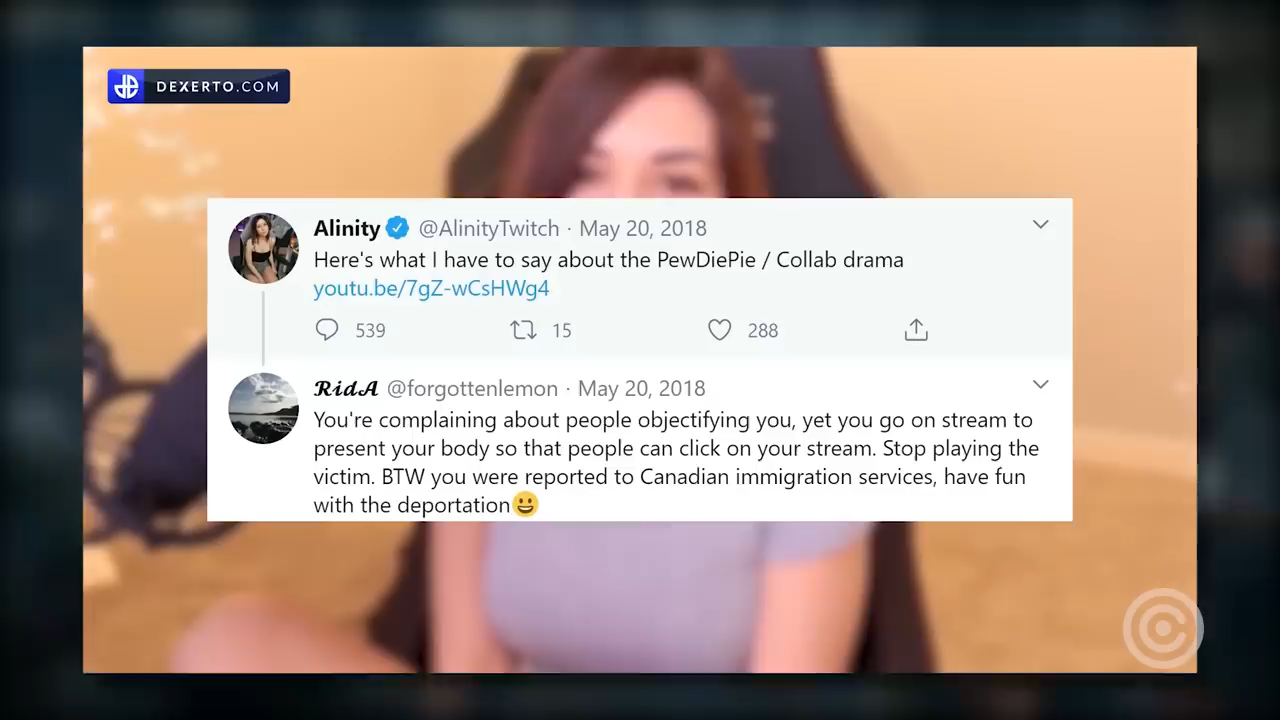 DEXERTO.COM
Alinity @AlinityTwitch · May 20, 2018
Here's what I have to say about the PewDiePie / Collab drama
youtu.be/7gZ-wCsHWg4
539 15 288
RidA @forgottenlemon · May 20, 2018
You're complaining about people objectifying you, yet you go on stream to
present your body so that people can click on your stream. Stop playing the
victim. BTW you were reported to Canadian immigration services, have fun
with the deportation😀